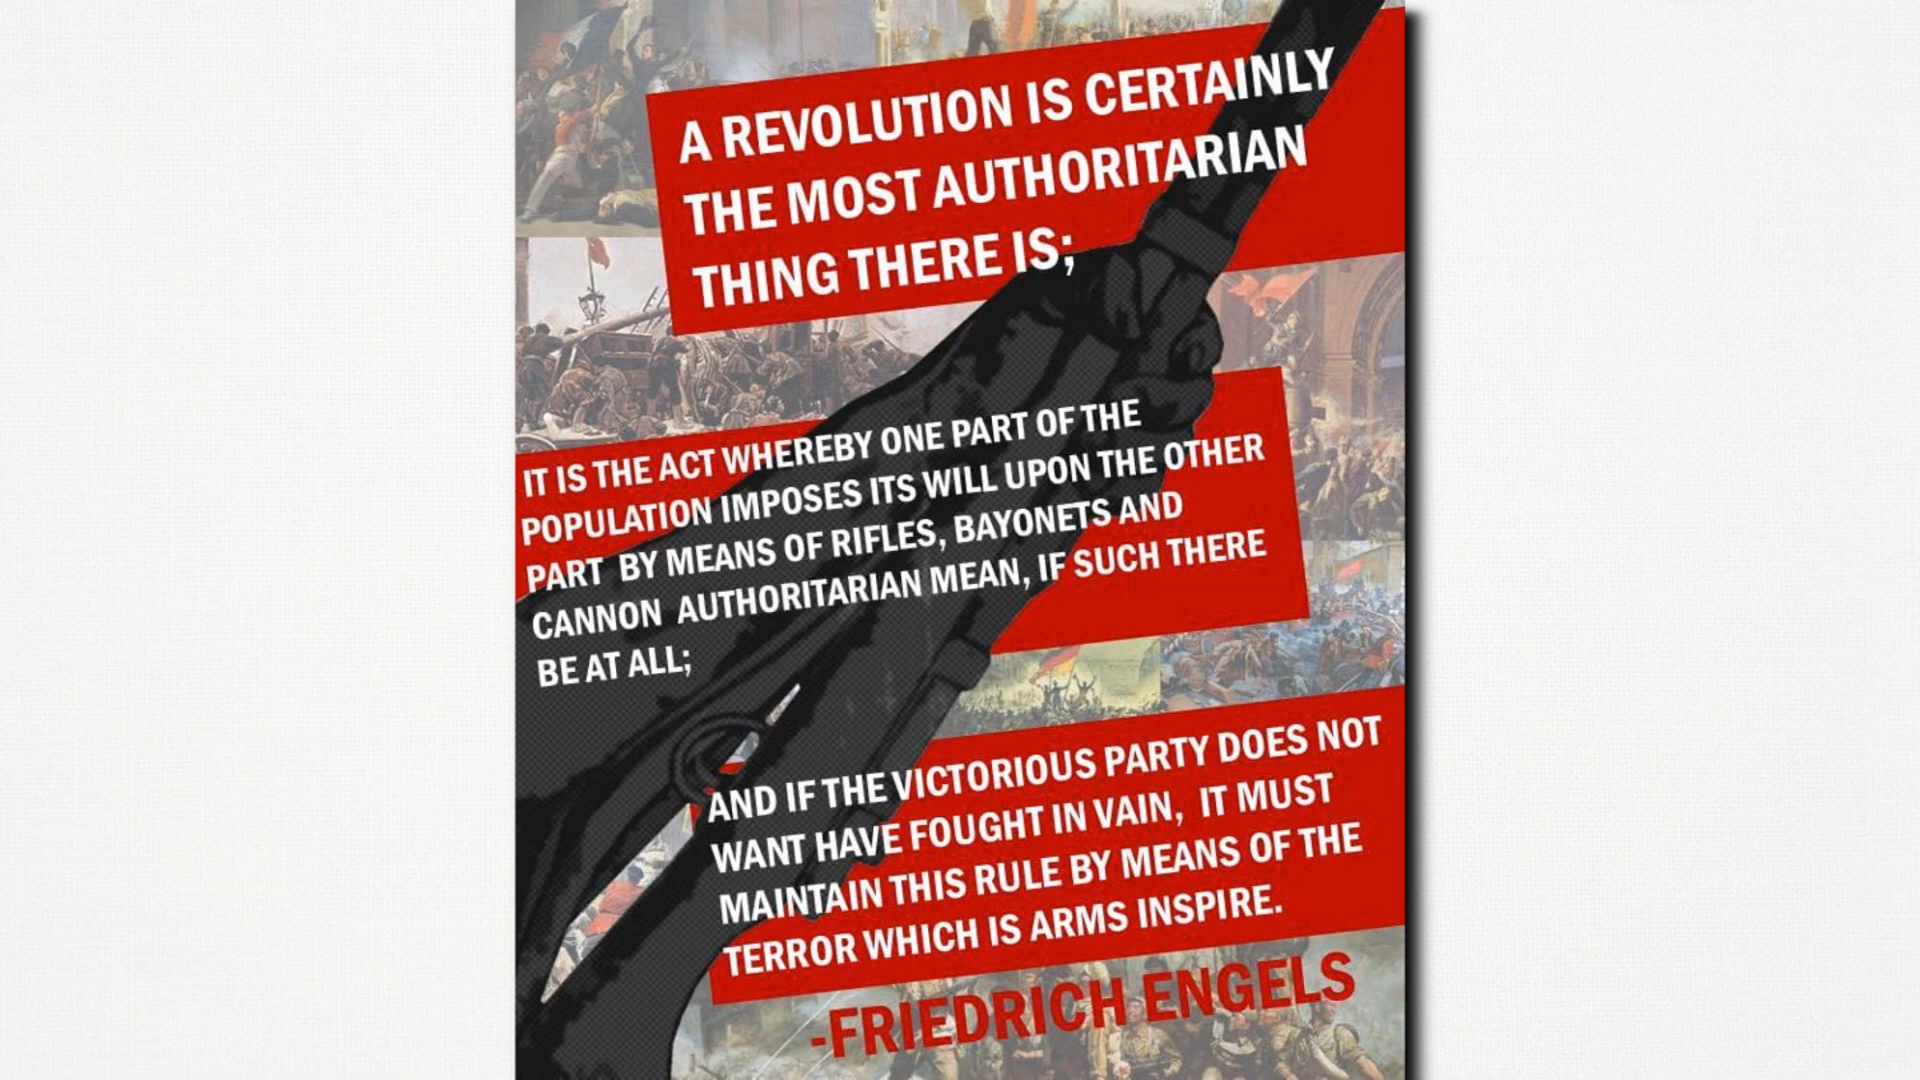 A REVOLUTION IS CERTAINLY
THE MOST AUTHORITARIAN
THING THERE IS;
IT IS THE ACT WHEREBY ONE PART OF THE
POPULATION IMPOSES ITS WILL UPON THE OTHER
PART BY MEANS OF RIFLES, BAYONETS AND
CANNON AUTHORITARIAN MEAN, IF SUCH THERE
BE AT ALL;
AND IF THE VICTORIOUS PARTY DOES NOT
WANT HAVE FOUGHT IN VAIN, IT MUST
MAINTAIN THIS RULE BY MEANS OF THE
TERROR WHICH IS ARMS INSPIRE.
-FRIEDRICH ENGELS